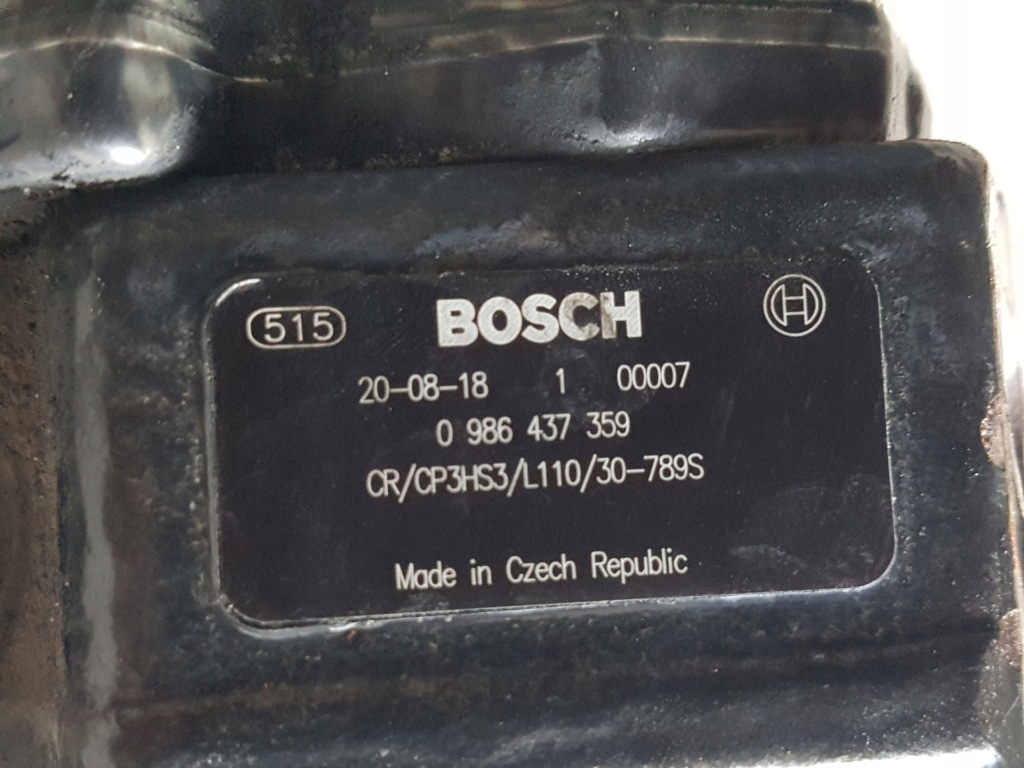 515 BOSCH
20-08-18 1 00007
0 986 437 359
CR/CP3HS3/L110/30-789S
Made in Czech Republic